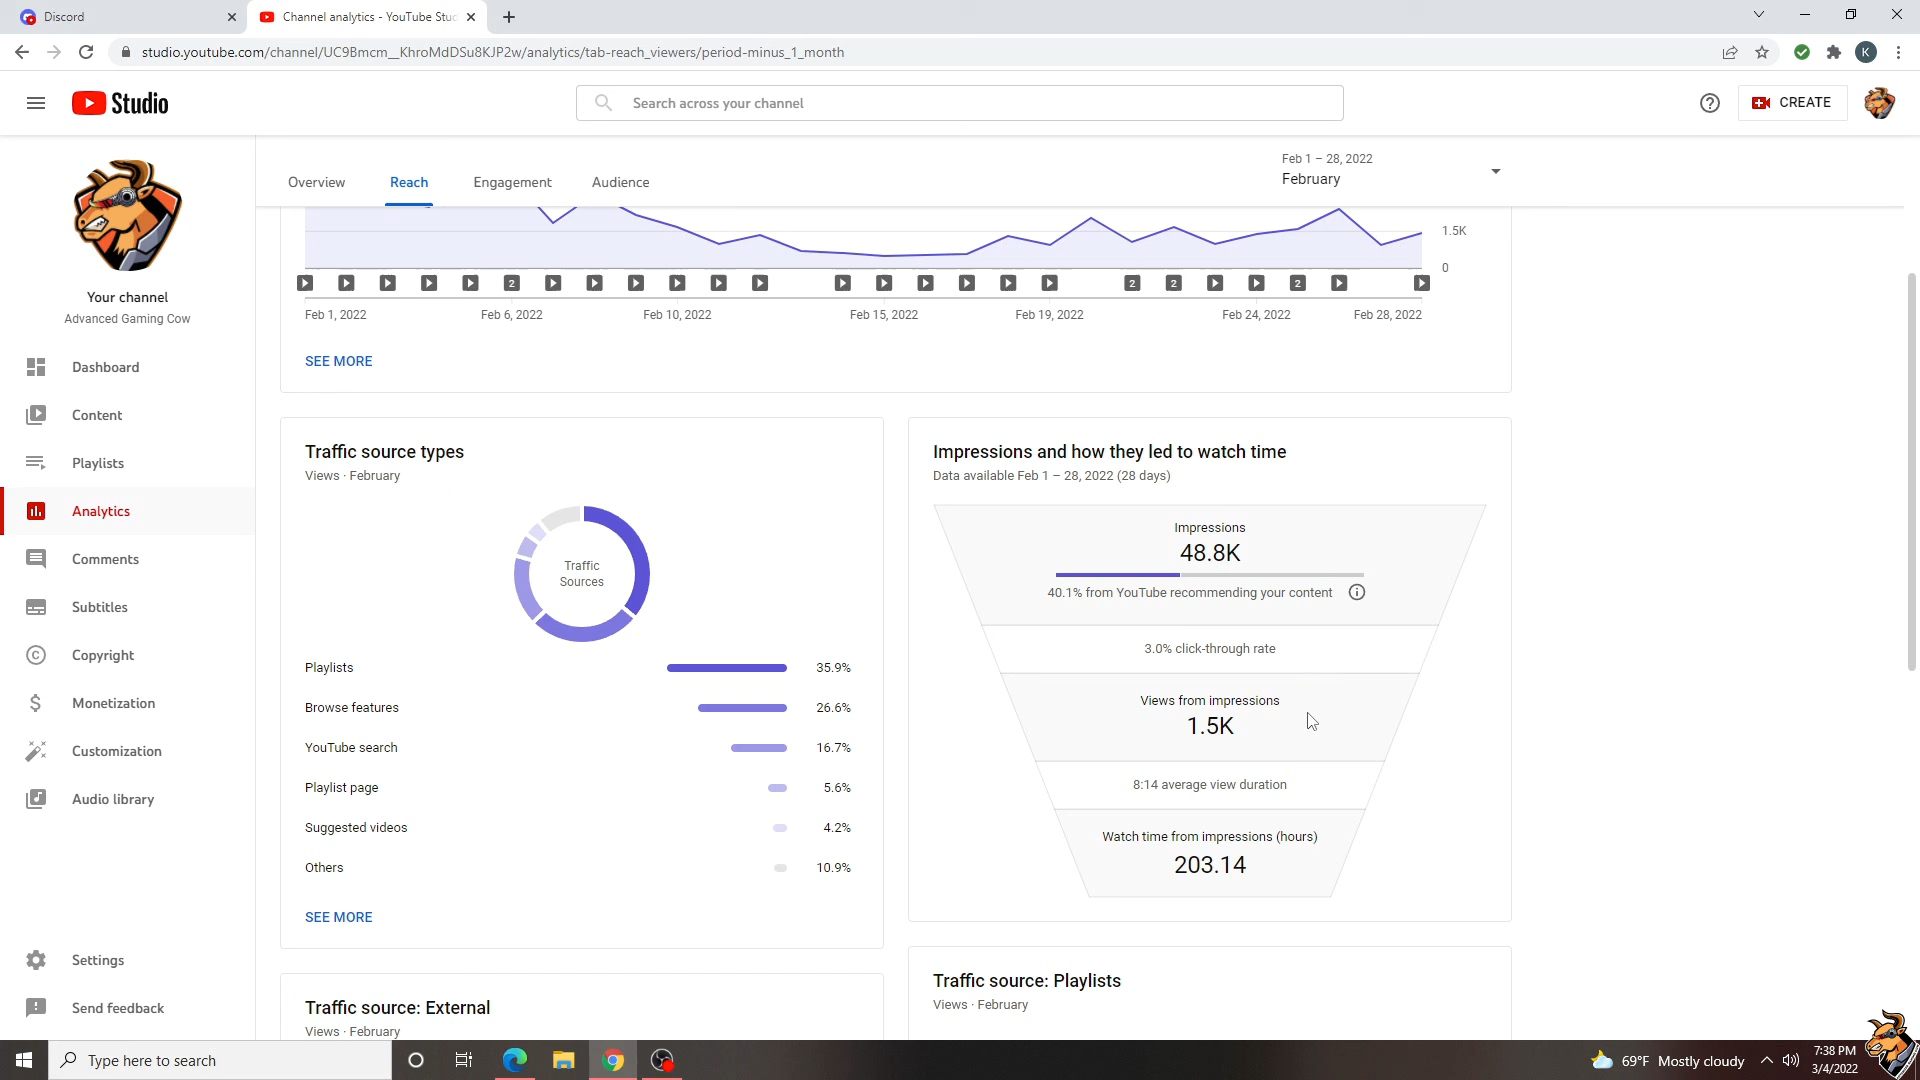 Discord
Channel analytics - YouTube Stud
studio.youtube.com/channel/UC9Bmcm__KhroMdDSu8KJP2w/analytics/tab-reach_viewers/period-minus_1_month
K
Studio
Search across your channel
CREATE
Your channel
Advanced Gaming Cow
Dashboard
Content
Playlists
Analytics
Comments
Subtitles
Copyright
Monetization
Customization
Audio library
Settings
Send feedback
Overview
Reach
Engagement
Audience
Feb 1 – 28, 2022
February
1.5K
0
2
2
2
2
Feb 1, 2022
Feb 6, 2022
Feb 10, 2022
Feb 15, 2022
Feb 19, 2022
Feb 24, 2022
Feb 28, 2022
SEE MORE
Traffic source types
Views · February
Traffic
Sources
Playlists 35.9%
Browse features 26.6%
YouTube search 16.7%
Playlist page 5.6%
Suggested videos 4.2%
Others 10.9%
SEE MORE
Impressions and how they led to watch time
Data available Feb 1 – 28, 2022 (28 days)
Impressions
48.8K
40.1% from YouTube recommending your content
3.0% click-through rate
Views from impressions
1.5K
8:14 average view duration
Watch time from impressions (hours)
203.14
Traffic source: External
Views · February
Traffic source: Playlists
Views · February
Type here to search
69°F Mostly cloudy
7:38 PM
3/4/2022